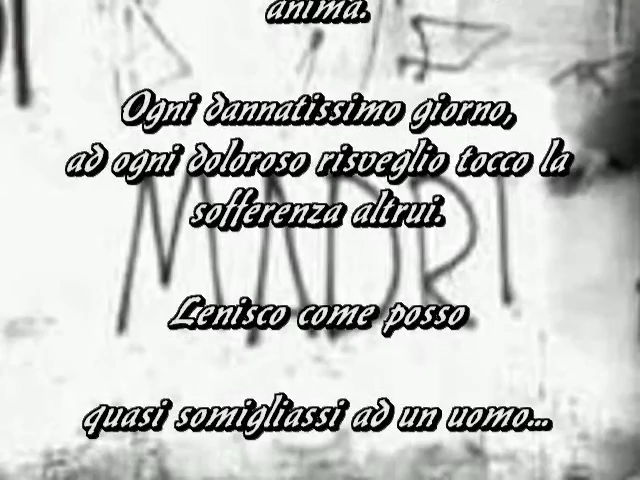 anima.
Ogni dannatissimo giorno,
ad ogni doloroso risveglio tocco la
sofferenza altrui.
MADRI
Lenisco come posso
quasi somigliassi ad un uomo...